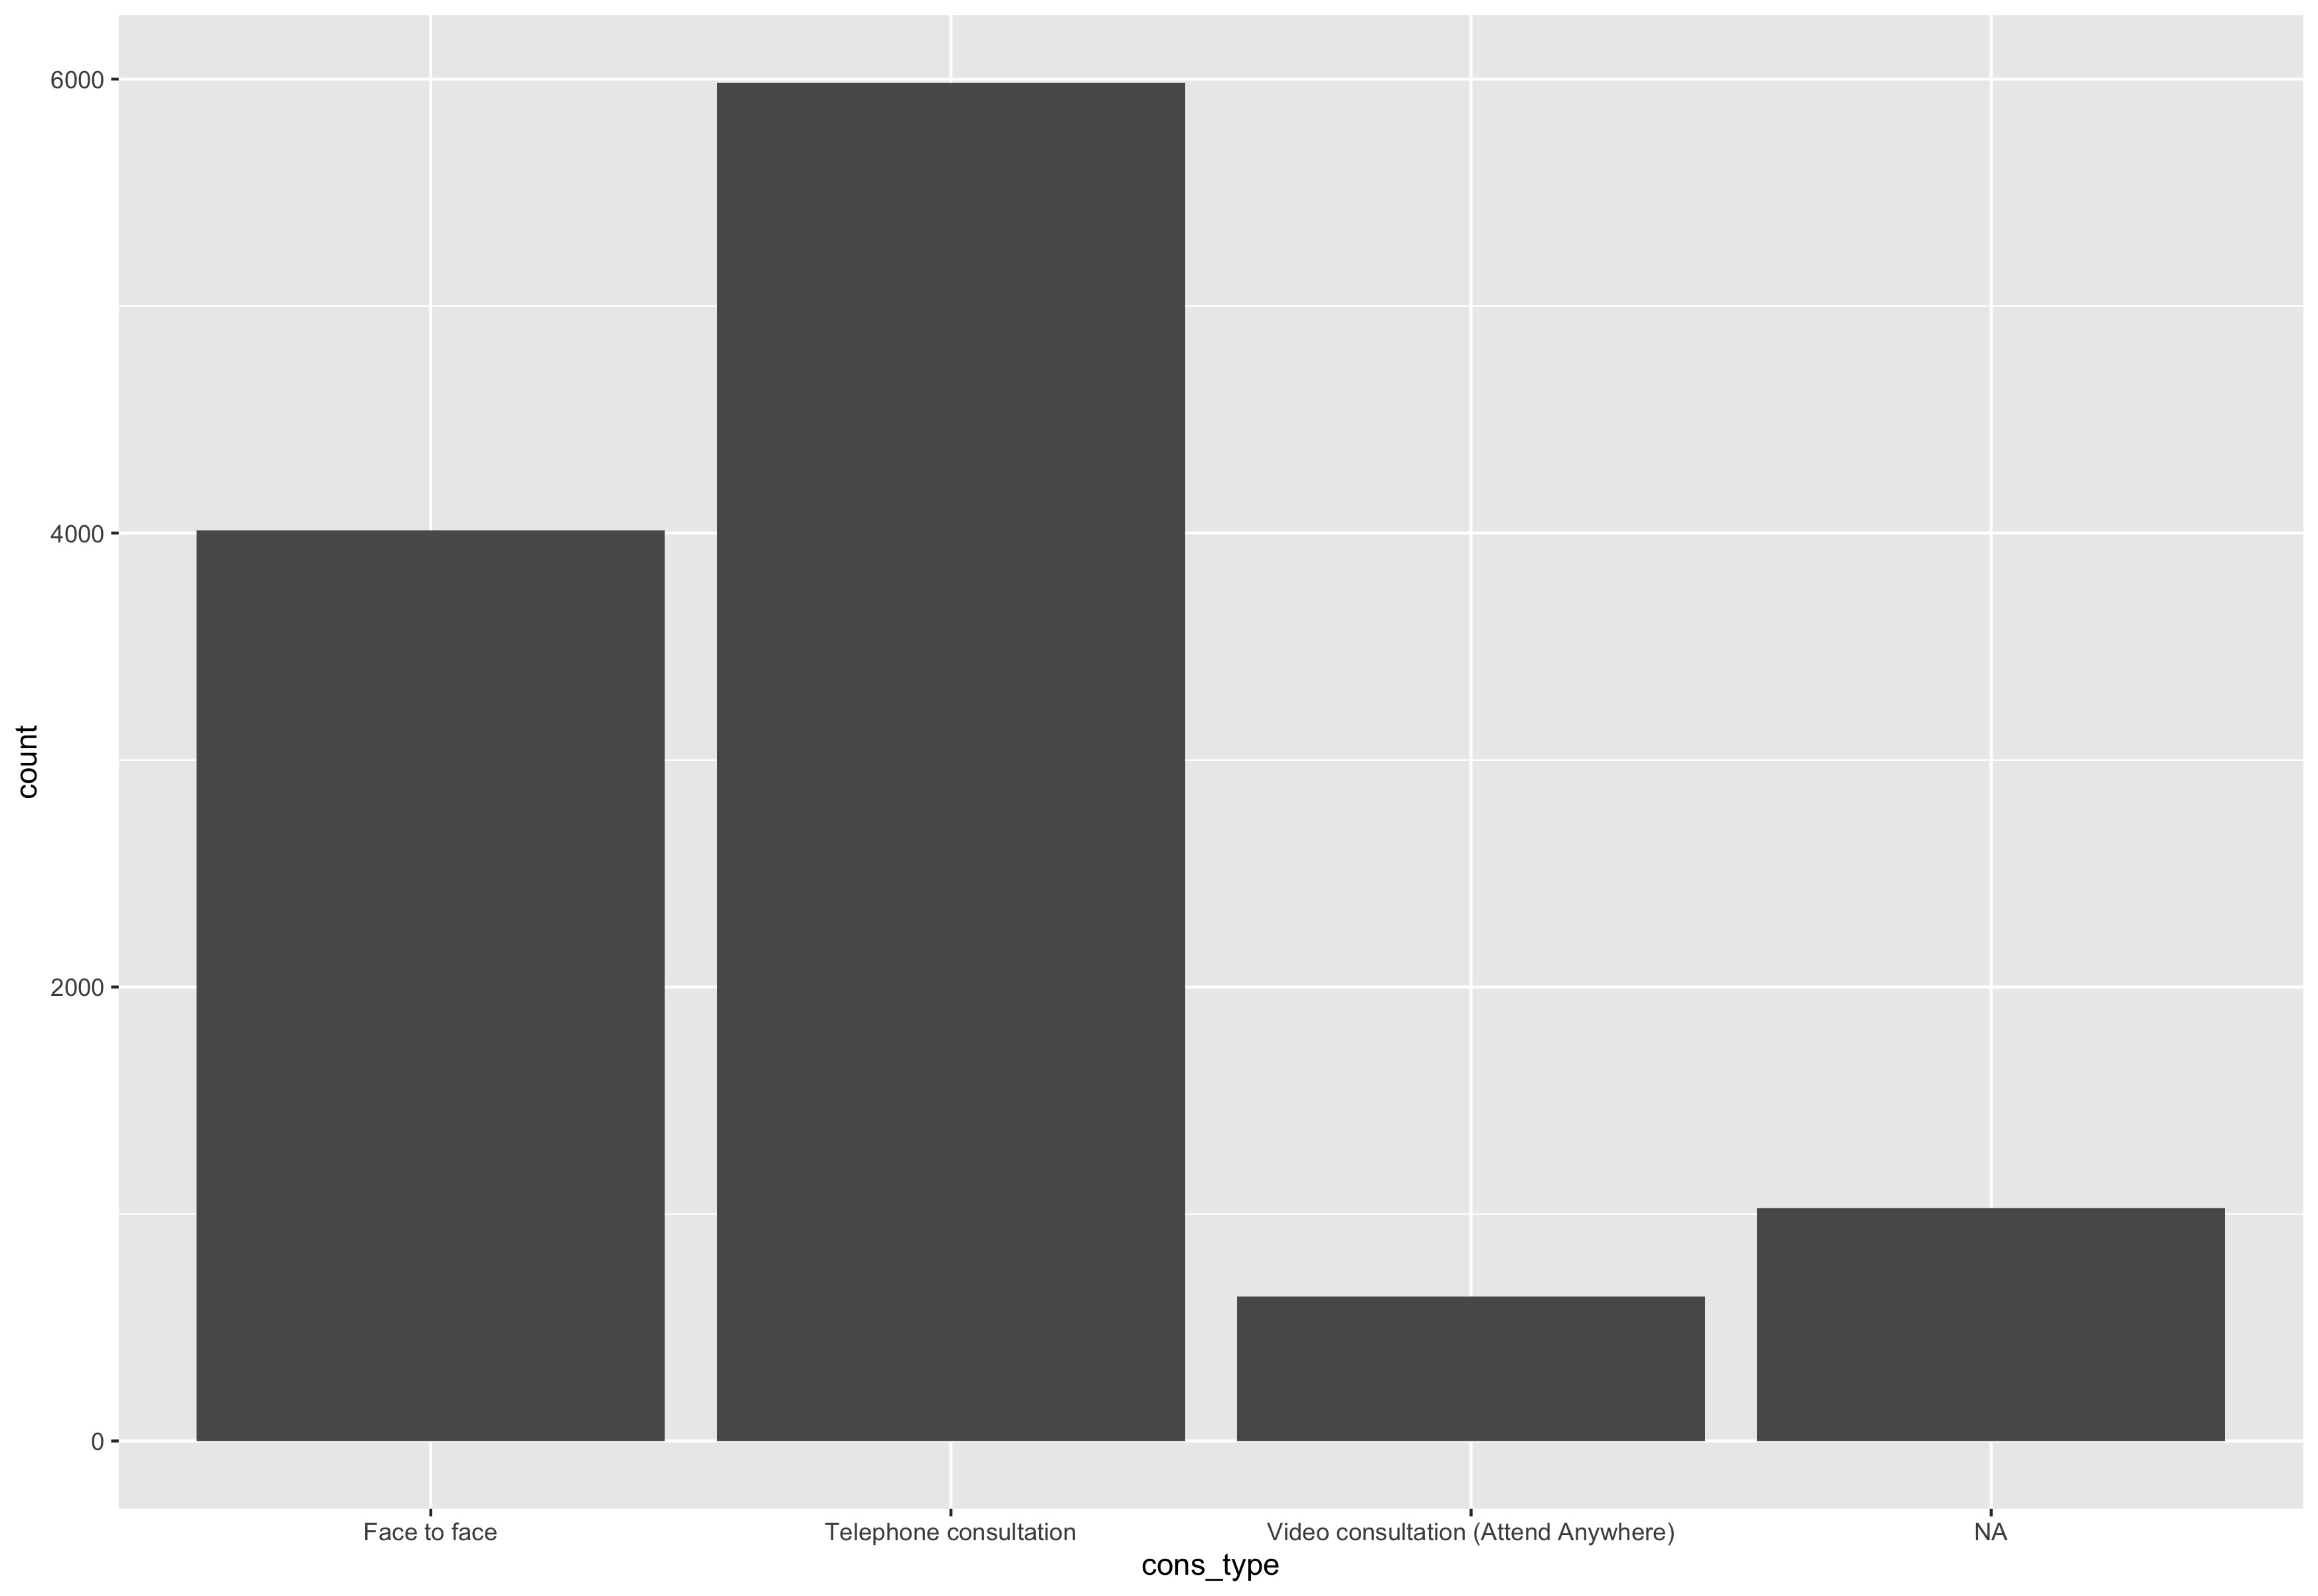 count
6000
4000
2000
0
Face to face
Telephone consultation
Video consultation (Attend Anywhere)
NA
cons_type